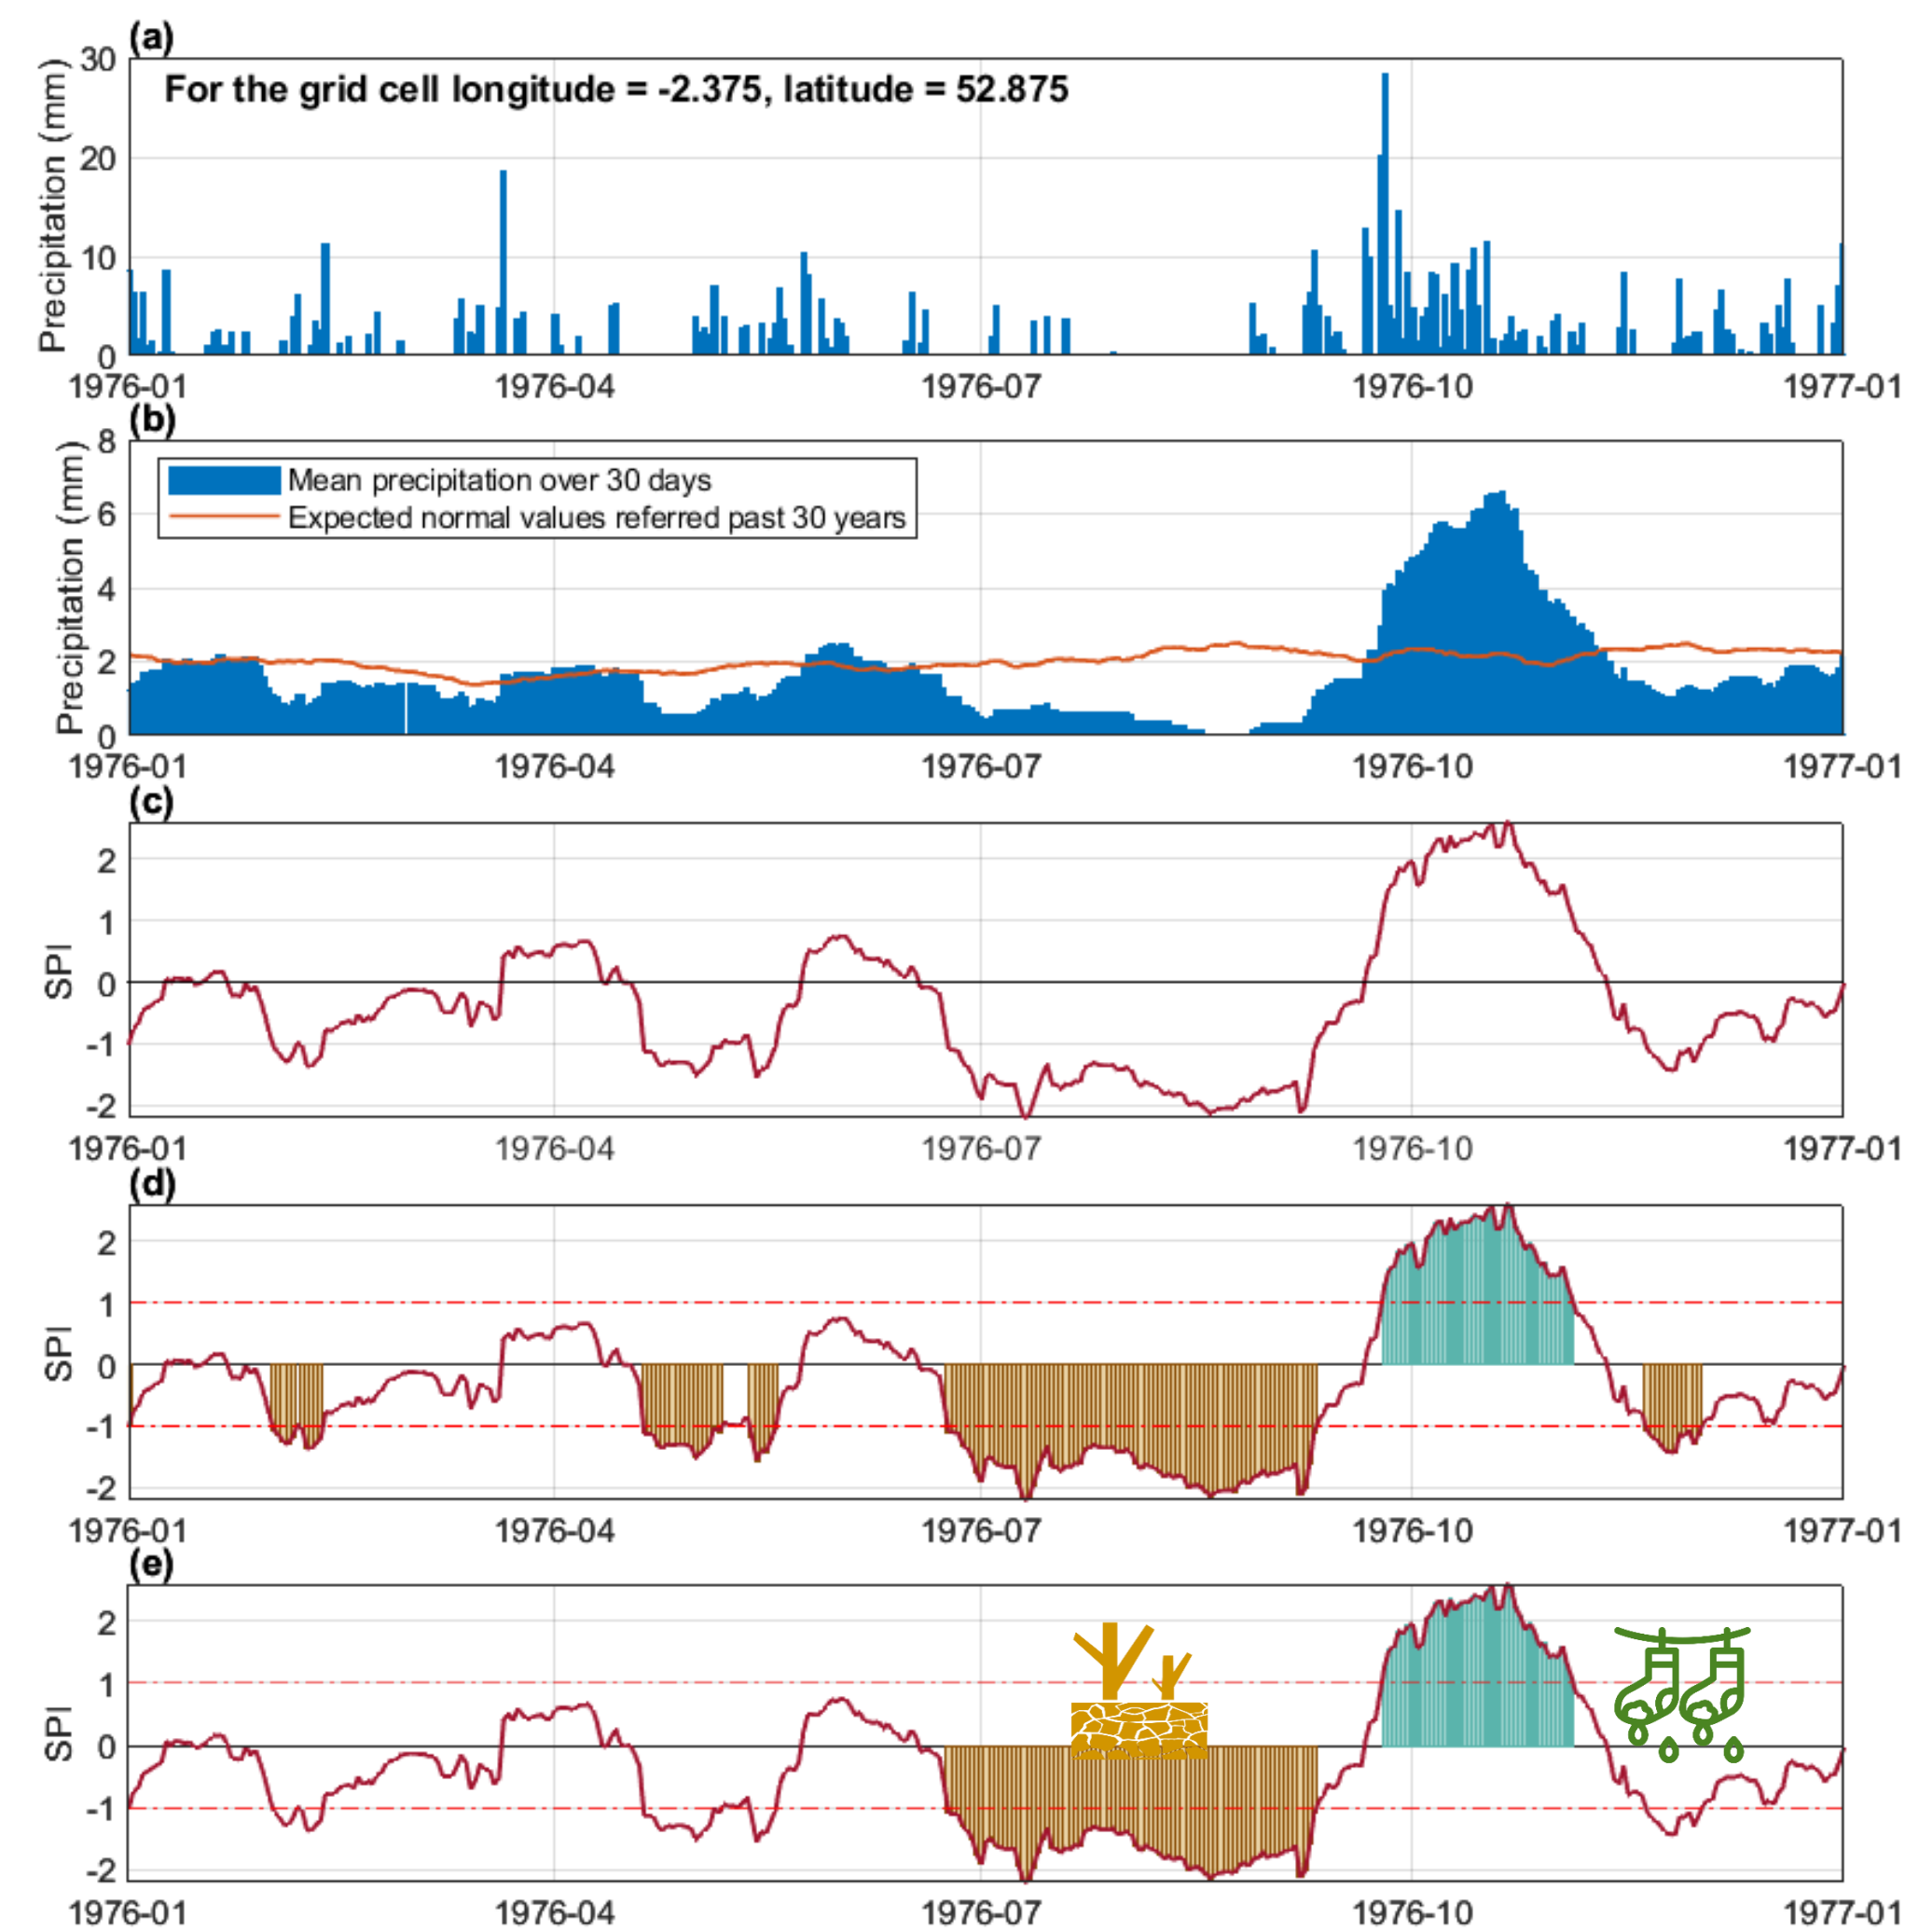 (a)
30
20
10
0
Precipitation (mm)
For the grid cell longitude = -2.375, latitude = 52.875
1976-01 1976-04 1976-07 1976-10 1977-01
(b)
8
6
4
2
0
Precipitation (mm)
Mean precipitation over 30 days
Expected normal values referred past 30 years
1976-01 1976-04 1976-07 1976-10 1977-01
(c)
2
1
0
-1
-2
SPI
1976-01 1976-04 1976-07 1976-10 1977-01
(d)
2
1
0
-1
-2
SPI
1976-01 1976-04 1976-07 1976-10 1977-01
(e)
2
1
0
-1
-2
SPI
1976-01 1976-04 1976-07 1976-10 1977-01